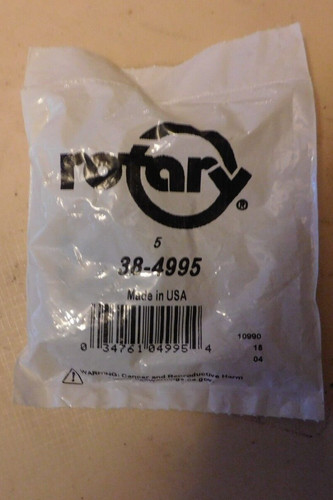 rotary®
5
38-4995
Made in USA
0 34761 04995 4
10990
18
04
WARNING: Cancer and Reproductive Harm